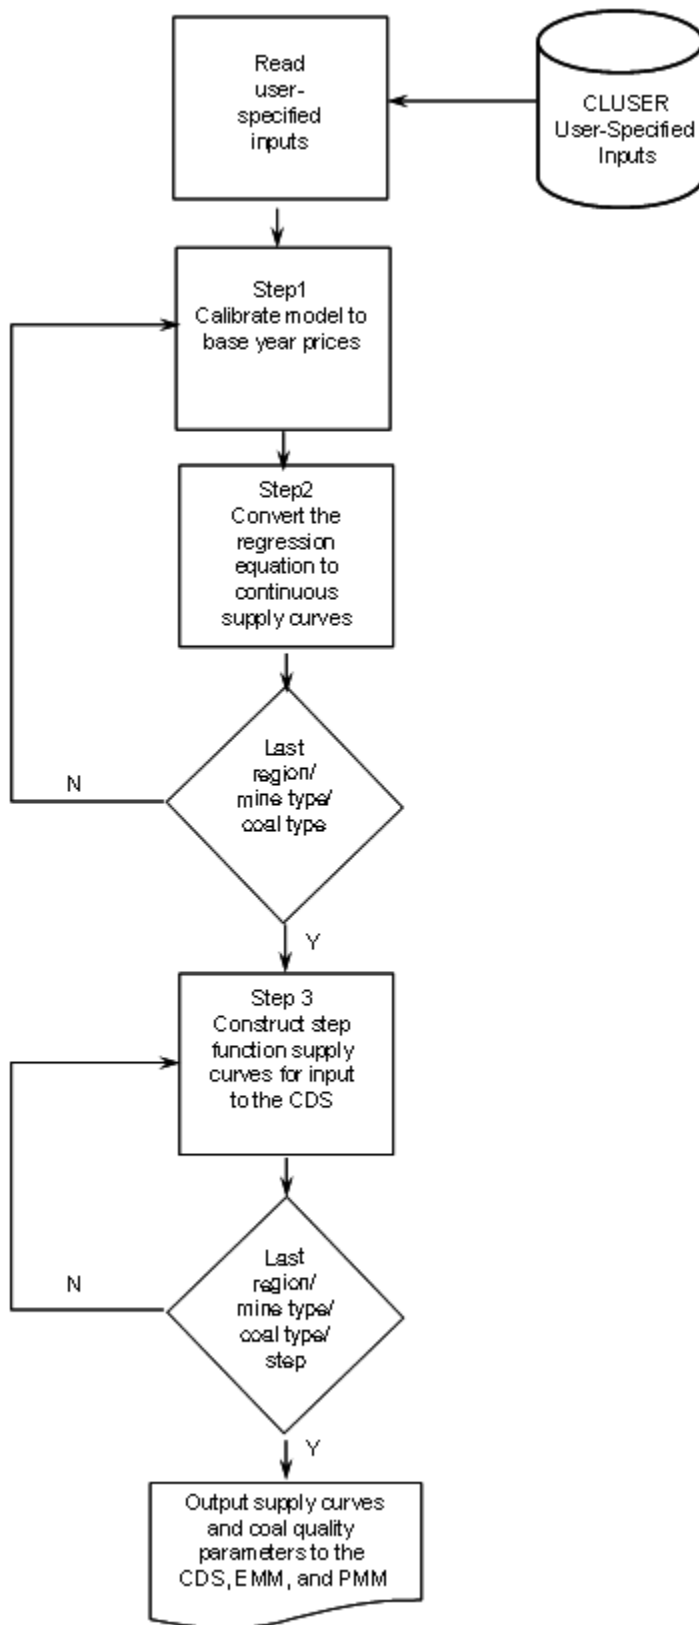 Read
user-
specified
inputs
CLUSER
User-Specified
Inputs
Step1
Calibrate model to
base year prices
Step2
Convert the
regression
equation to
continuous
supply curves
Last
region/
mine type/
coal type
N
Y
Step 3
Construct step
function supply
curves for input
to the CDS
Last
region/
mine type/
coal type/
step
N
Y
Output supply curves
and coal quality
parameters to the
CDS, EMM, and PMM